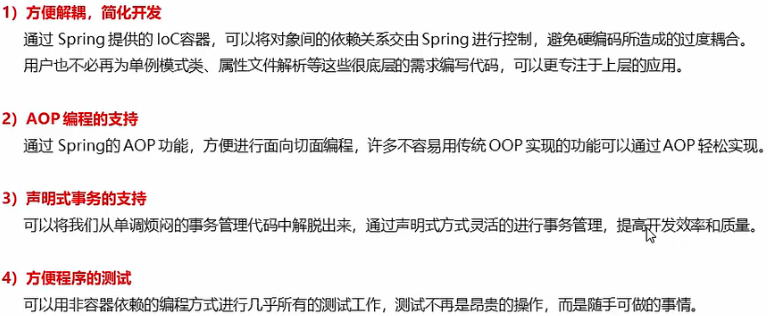 1）方便解耦，简化开发
通过 Spring 提供的 IoC容器，可以将对象间的依赖关系交由 Spring 进行控制，避免硬编码所造成的过度耦合。
用户也不必再为单例模式类、属性文件解析等这些很底层的需求编写代码，可以更专注于上层的应用。
2）AOP 编程的支持
通过 Spring的 AOP 功能，方便进行面向切面编程，许多不容易用传统 OOP 实现的功能可以通过 AOP 轻松实现。
3）声明式事务的支持
可以将我们从单调烦闷的事务管理代码中解脱出来，通过声明式方式灵活的进行事务管理，提高开发效率和质量。
4）方便程序的测试
可以用非容器依赖的编程方式进行几乎所有的测试工作，测试不再是昂贵的操作，而是随手可做的事情。